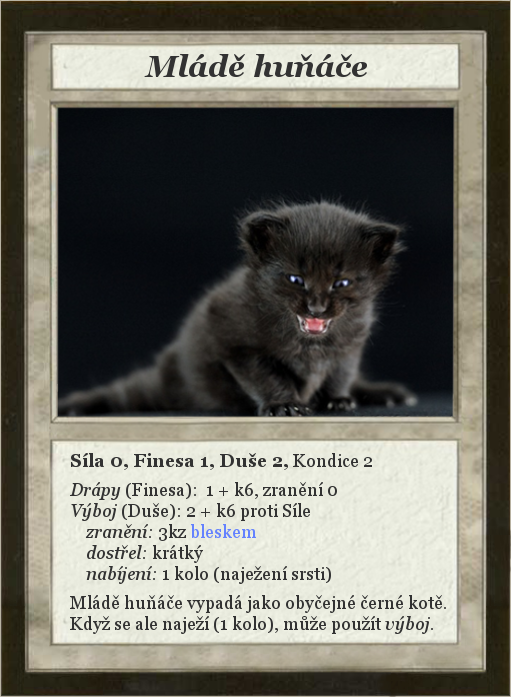 Mládě huňáče
Síla 0, Finesa 1, Duše 2, Kondice 2
Drápy (Finesa): 1 + k6, zranění 0
Výboj (Duše): 2 + k6 proti Síle
zranění: 3kz bleskem
dostřel: krátký
nabíjení: 1 kolo (naježení srsti)
Mládě huňáče vypadá jako obyčejné černé kotě.
Když se ale naježí (1 kolo), může použít výboj.